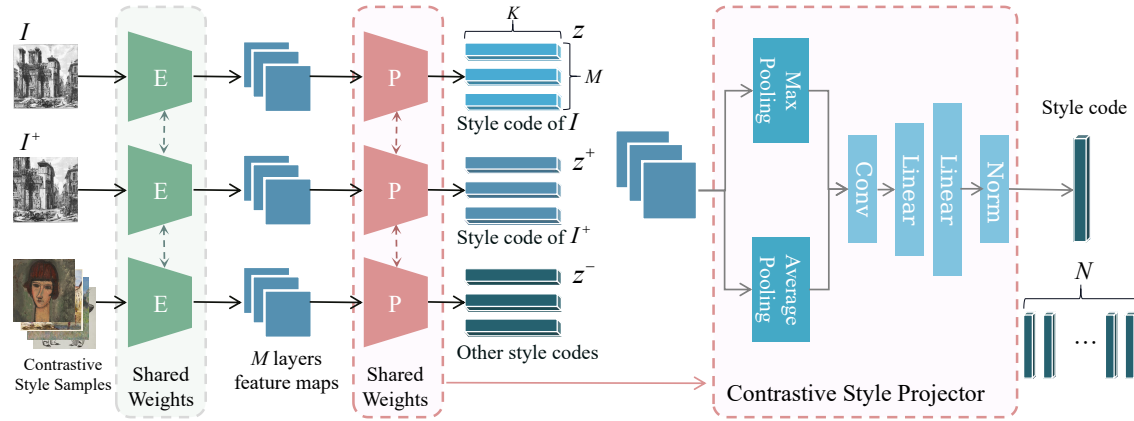 I
E
P
K
z
M
Style code of I
I⁺
E
P
z⁺
Style code of I⁺
E
P
z⁻
Other style codes
Contrastive
Style Samples
Shared
Weights
M layers
feature maps
Shared
Weights
Max
Pooling
Average
Pooling
Conv
Linear
Linear
Norm
Contrastive Style Projector
Style code
N
...